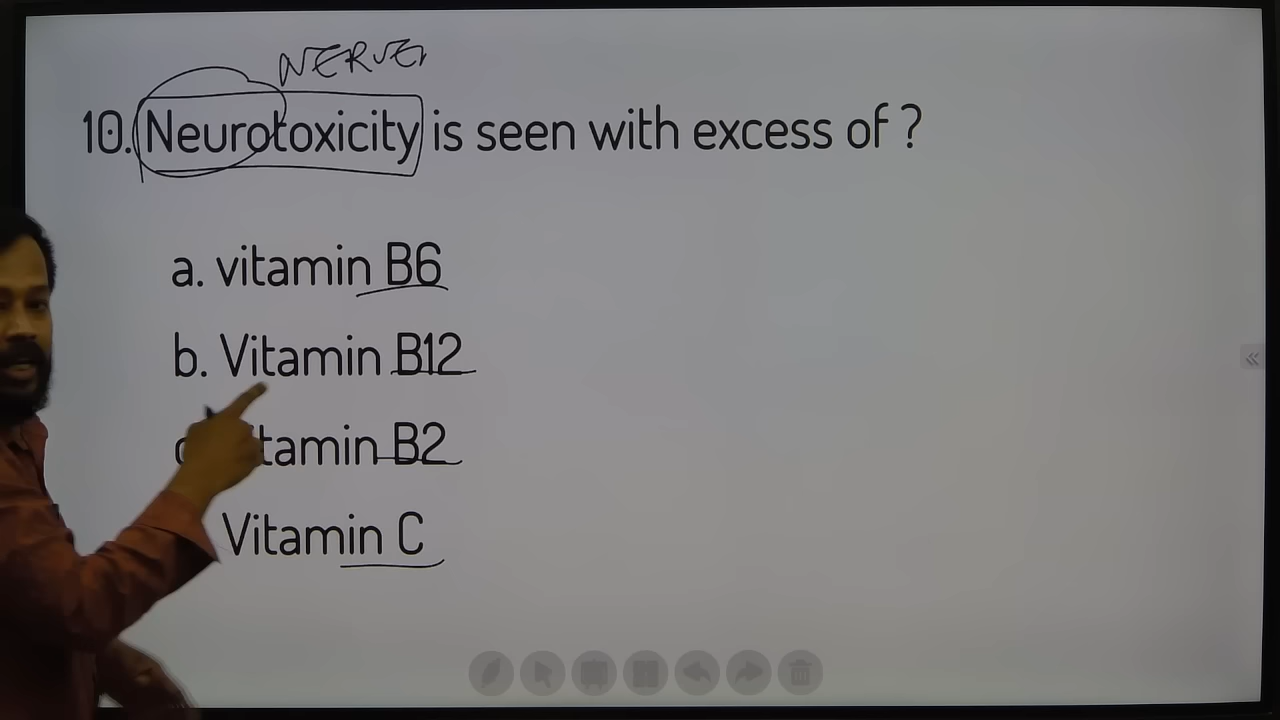 NERVE
10. Neurotoxicity is seen with excess of ?
a. vitamin B6
b. Vitamin B12
tamin B2
Vitamin C